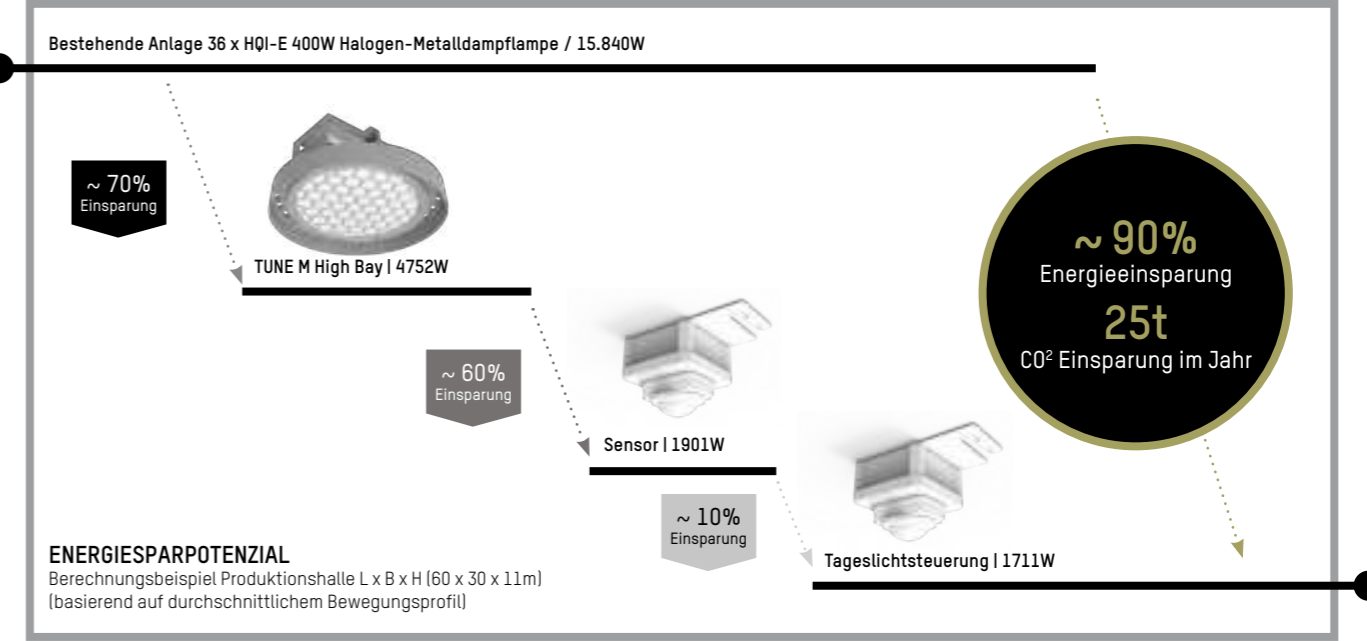 Bestehende Anlage 36 x HQI-E 400W Halogen-Metalldampflampe / 15.840W
~ 70%
Einsparung
TUNE M High Bay | 4752W
~ 60%
Einsparung
Sensor | 1901W
~ 10%
Einsparung
Tageslichtsteuerung | 1711W
~ 90%
Energieeinsparung
25t
CO² Einsparung im Jahr
ENERGIESPARPOTENZIAL
Berechnungsbeispiel Produktionshalle L x B x H (60 x 30 x 11m)
(basierend auf durchschnittlichem Bewegungsprofil)